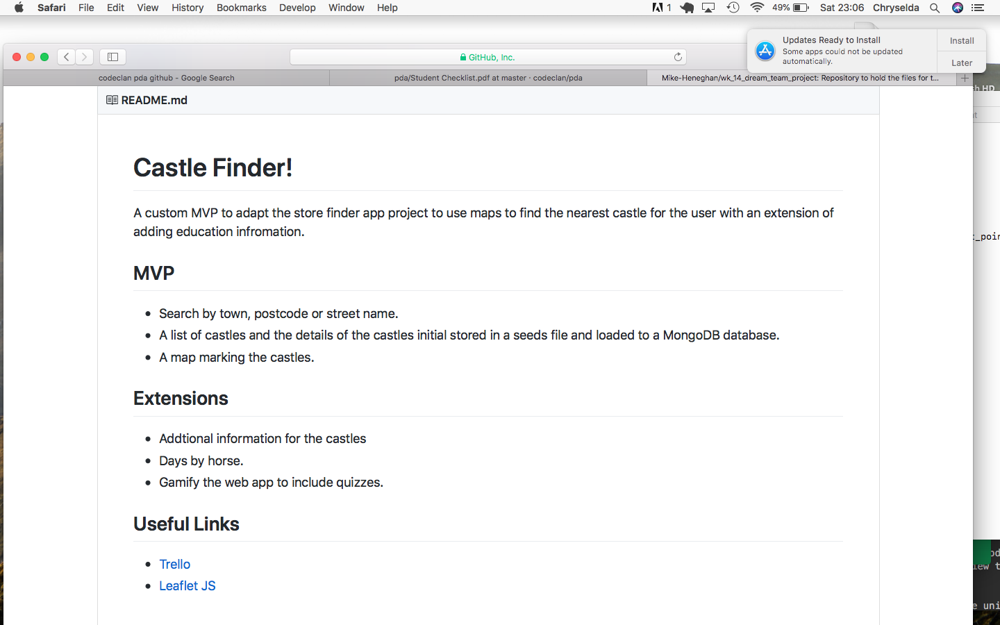 Safari File Edit View History Bookmarks Develop Window Help 1 49% Sat 23:06 Chryselda
Updates Ready to Install
Some apps could not be updated
automatically.
Install
Later
GitHub, Inc.
codeclan pda github - Google Search
pda/Student Checklist.pdf at master · codeclan/pda
Mike-Heneghan/wk_14_dream_team_project: Repository to hold the files for t...
HD
README.md
Castle Finder!
A custom MVP to adapt the store finder app project to use maps to find the nearest castle for the user with an extension of
adding education infromation.
t_poin
MVP
Search by town, postcode or street name.
A list of castles and the details of the castles initial stored in a seeds file and loaded to a MongoDB database.
A map marking the castles.
Extensions
Addtional information for the castles
Days by horse.
Gamify the web app to include quizzes.
Useful Links
Trello
Leaflet JS
od
iew t
e uni